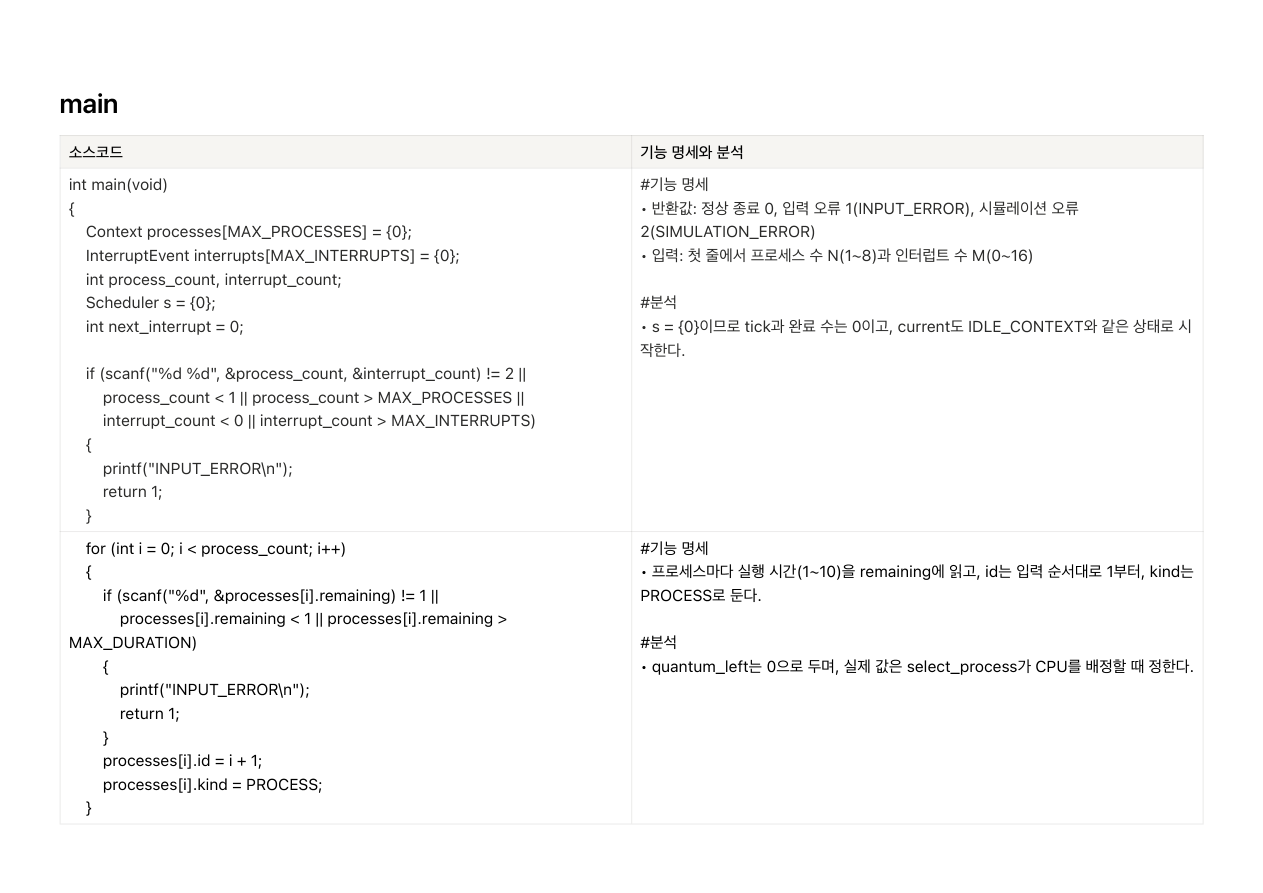 main
소스코드
기능 명세와 분석
int main(void)
{
    Context processes[MAX_PROCESSES] = {0};
    InterruptEvent interrupts[MAX_INTERRUPTS] = {0};
    int process_count, interrupt_count;
    Scheduler s = {0};
    int next_interrupt = 0;

    if (scanf("%d %d", &process_count, &interrupt_count) != 2 ||
        process_count < 1 || process_count > MAX_PROCESSES ||
        interrupt_count < 0 || interrupt_count > MAX_INTERRUPTS)
    {
        printf("INPUT_ERROR\n");
        return 1;
    }
#기능 명세
• 반환값: 정상 종료 0, 입력 오류 1(INPUT_ERROR), 시뮬레이션 오류
2(SIMULATION_ERROR)
• 입력: 첫 줄에서 프로세스 수 N(1~8)과 인터럽트 수 M(0~16)

#분석
• s = {0}이므로 tick과 완료 수는 0이고, current도 IDLE_CONTEXT와 같은 상태로 시
작한다.
    for (int i = 0; i < process_count; i++)
    {
        if (scanf("%d", &processes[i].remaining) != 1 ||
            processes[i].remaining < 1 || processes[i].remaining >
MAX_DURATION)
        {
            printf("INPUT_ERROR\n");
            return 1;
        }
        processes[i].id = i + 1;
        processes[i].kind = PROCESS;
    }
#기능 명세
• 프로세스마다 실행 시간(1~10)을 remaining에 읽고, id는 입력 순서대로 1부터, kind는
PROCESS로 둔다.

#분석
• quantum_left는 0으로 두며, 실제 값은 select_process가 CPU를 배정할 때 정한다.